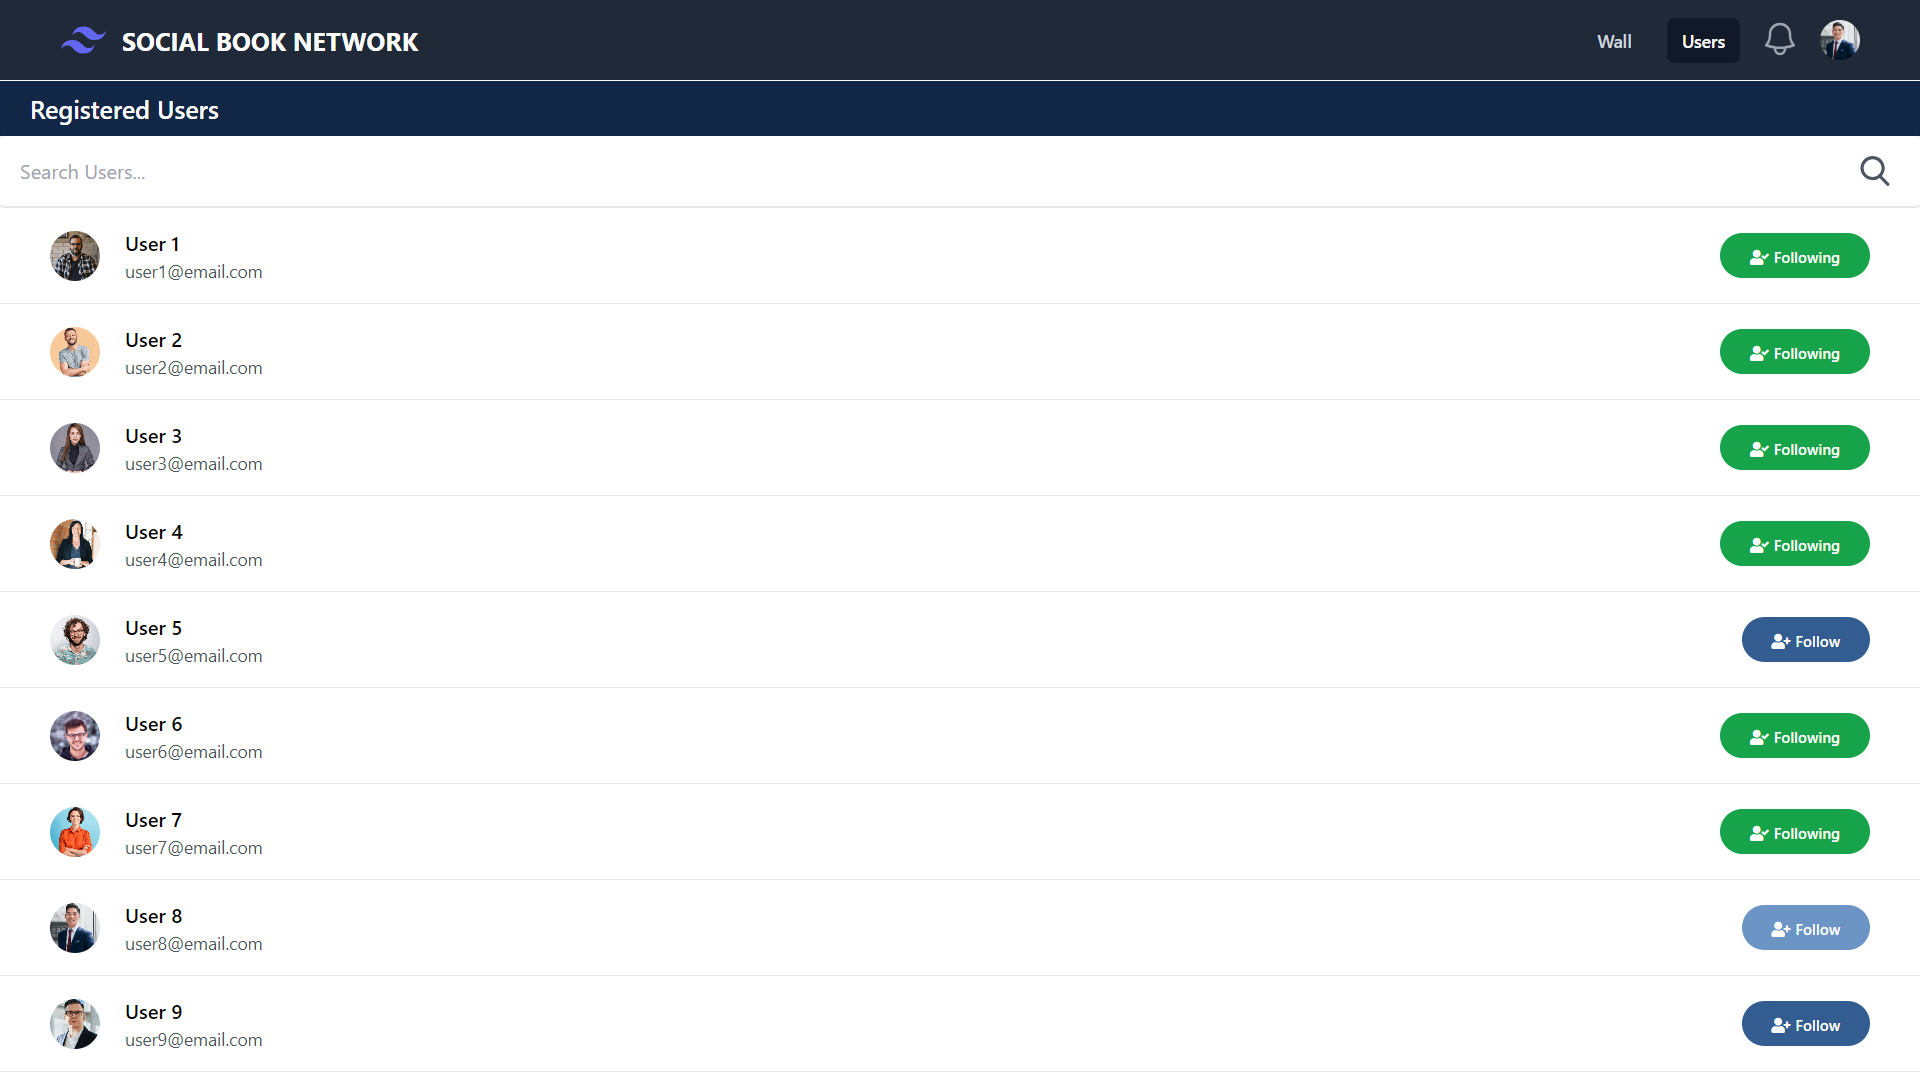 SOCIAL BOOK NETWORK
Wall
Users
Registered Users
Search Users...
User 1
user1@email.com
Following
User 2
user2@email.com
Following
User 3
user3@email.com
Following
User 4
user4@email.com
Following
User 5
user5@email.com
Follow
User 6
user6@email.com
Following
User 7
user7@email.com
Following
User 8
user8@email.com
Follow
User 9
user9@email.com
Follow